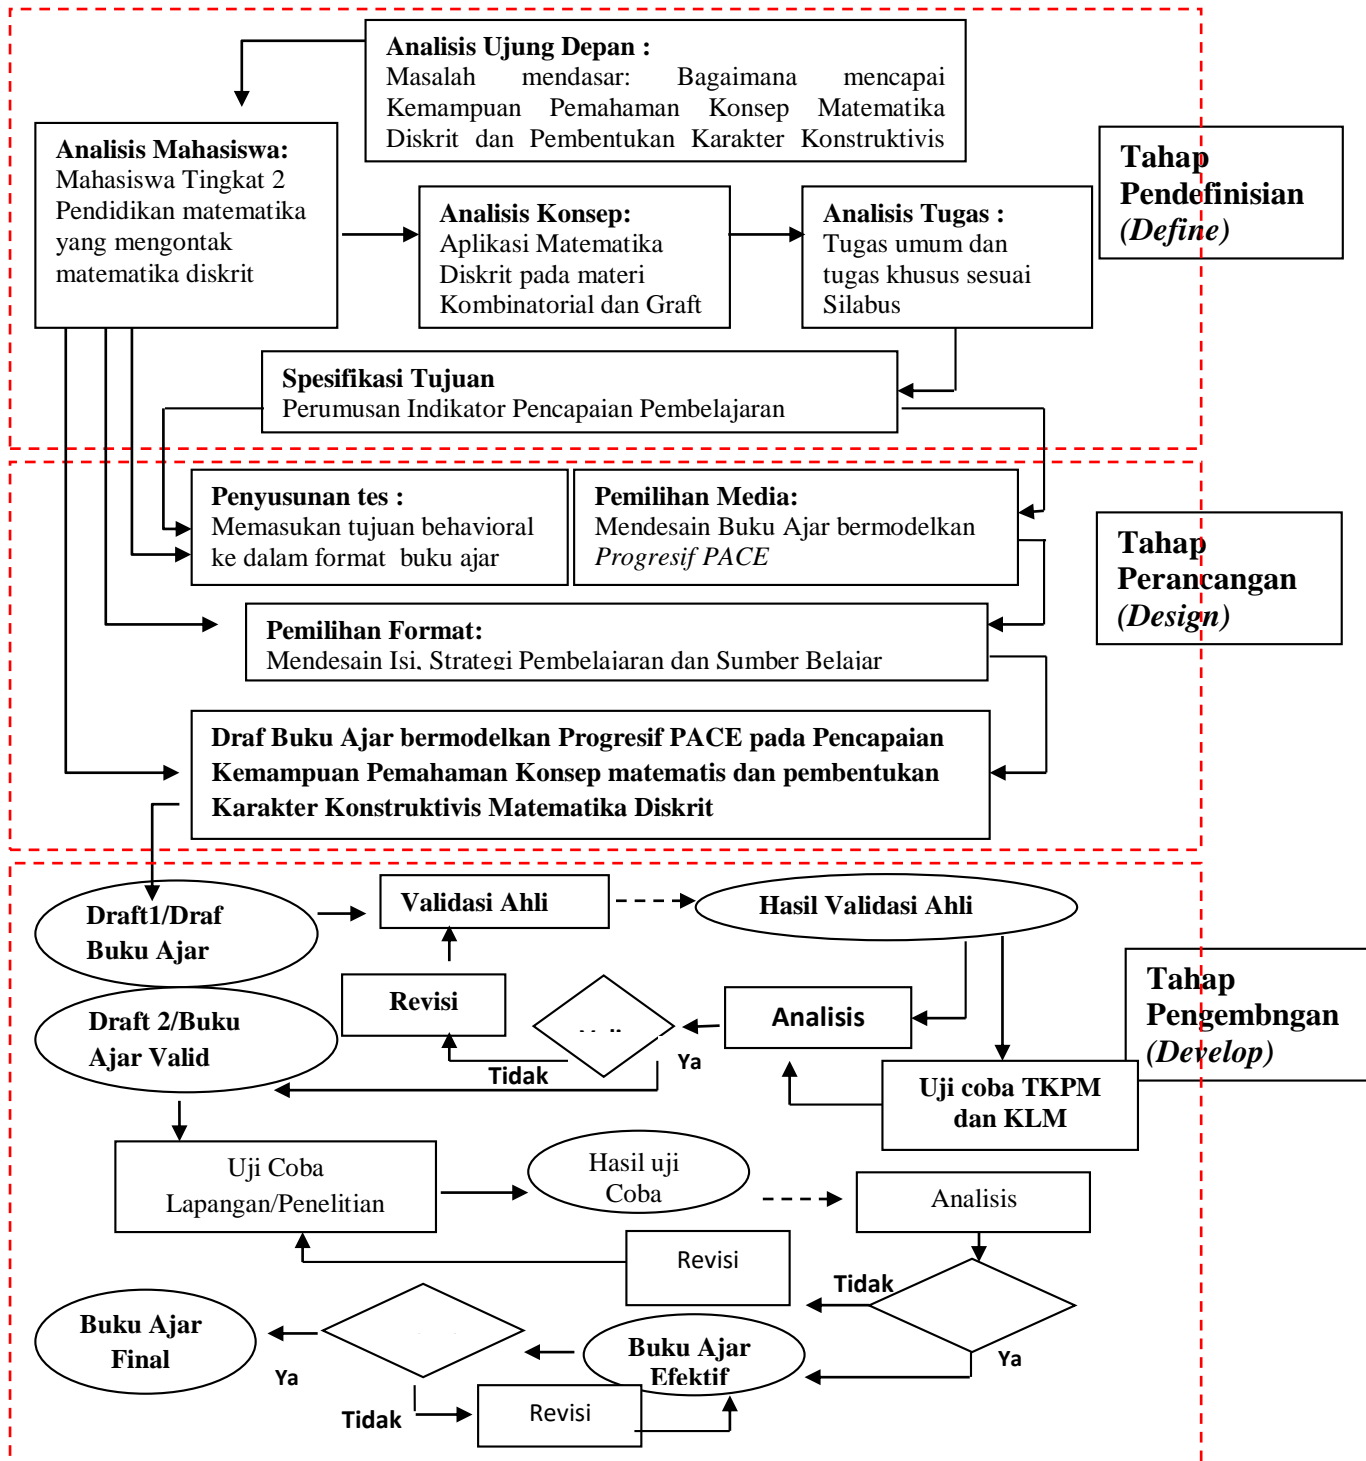 Analisis Ujung Depan :
Masalah mendasar: Bagaimana mencapai
Kemampuan Pemahaman Konsep Matematika
Diskrit dan Pembentukan Karakter Konstruktivis
Analisis Mahasiswa:
Mahasiswa Tingkat 2
Pendidikan matematika
yang mengontak
matematika diskrit
Analisis Konsep:
Aplikasi Matematika
Diskrit pada materi
Kombinatorial dan Graft
Analisis Tugas :
Tugas umum dan
tugas khusus sesuai
Silabus
Tahap
Pendefinisian
(Define)
Spesifikasi Tujuan
Perumusan Indikator Pencapaian Pembelajaran
Penyusunan tes :
Memasukan tujuan behavioral
ke dalam format buku ajar
Pemilihan Media:
Mendesain Buku Ajar bermodelkan
Progresif PACE
Tahap
Perancangan
(Design)
Pemilihan Format:
Mendesain Isi, Strategi Pembelajaran dan Sumber Belajar
Draf Buku Ajar bermodelkan Progresif PACE pada Pencapaian
Kemampuan Pemahaman Konsep matematis dan pembentukan
Karakter Konstruktivis Matematika Diskrit
Draft1/Draf
Buku Ajar
Validasi Ahli
Hasil Validasi Ahli
Revisi
Analisis
Tahap
Pengembngan
(Develop)
Draft 2/Buku
Ajar Valid
Tidak
Ya
Uji coba TKPM
dan KLM
Uji Coba
Lapangan/Penelitian
Hasil uji
Coba
Analisis
Revisi
Tidak
Ya
Buku Ajar
Efektif
Buku Ajar
Final
Ya
Tidak
Revisi